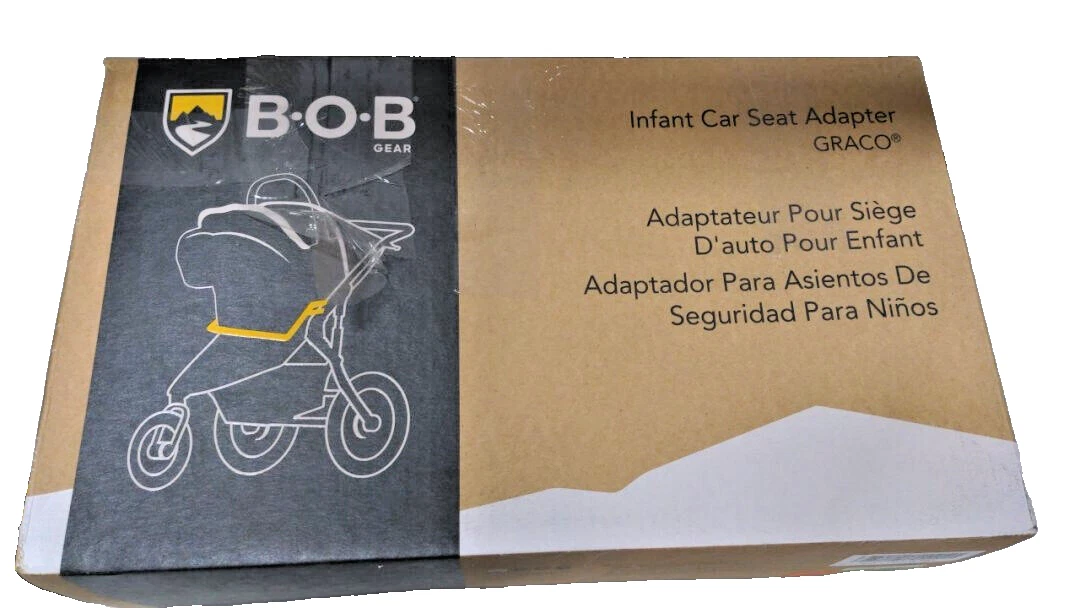 B·O·B
GEAR
Infant Car Seat Adapter
GRACO®
Adaptateur Pour Siège
D'auto Pour Enfant
Adaptador Para Asientos De
Seguridad Para Niños